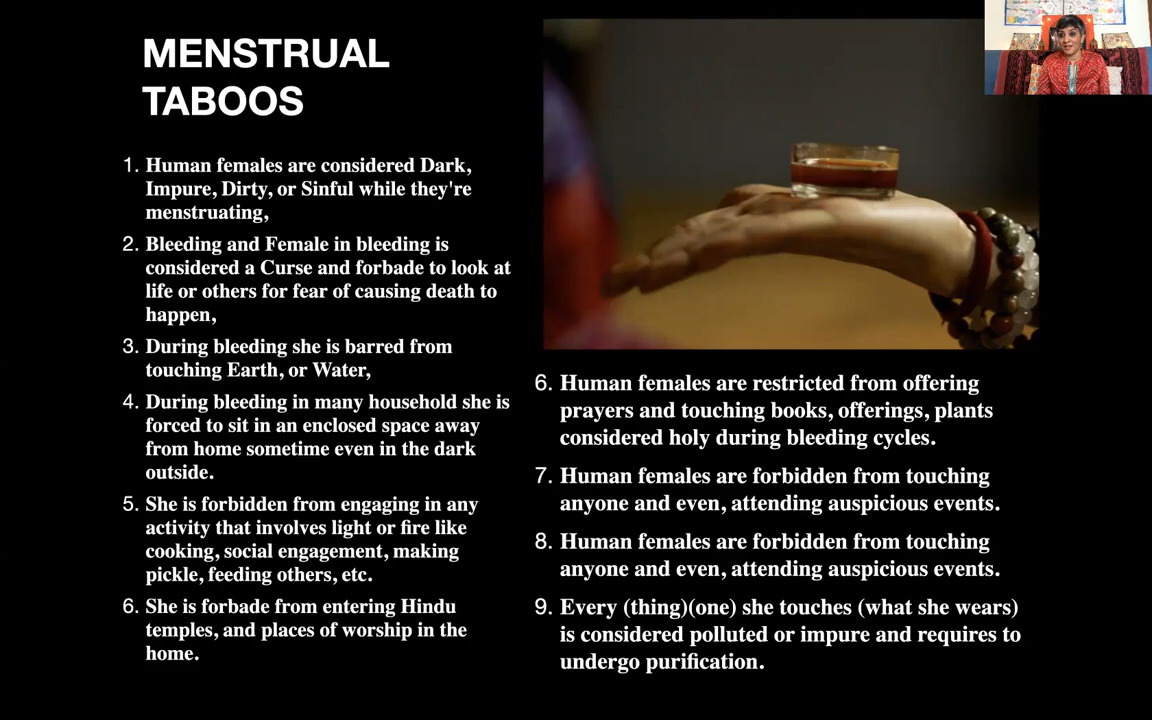 MENSTRUAL
TABOOS
1. Human females are considered Dark,
Impure, Dirty, or Sinful while they're
menstruating,
2. Bleeding and Female in bleeding is
considered a Curse and forbade to look at
life or others for fear of causing death to
happen,
3. During bleeding she is barred from
touching Earth, or Water,
4. During bleeding in many household she is
forced to sit in an enclosed space away
from home sometime even in the dark
outside.
5. She is forbidden from engaging in any
activity that involves light or fire like
cooking, social engagement, making
pickle, feeding others, etc.
6. She is forbade from entering Hindu
temples, and places of worship in the
home.
6. Human females are restricted from offering
prayers and touching books, offerings, plants
considered holy during bleeding cycles.
7. Human females are forbidden from touching
anyone and even, attending auspicious events.
8. Human females are forbidden from touching
anyone and even, attending auspicious events.
9. Every (thing)(one) she touches (what she wears)
is considered polluted or impure and requires to
undergo purification.